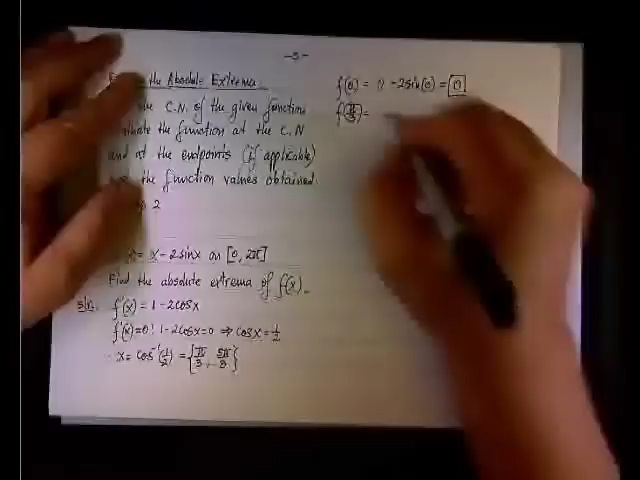 -3-
the Absolute Extrema
the C.N. of the given function
the function at the C.N
and at the endpoints (if applicable)
the function values obtained
2
= x - 2sinx on [0, 2π]
Find the absolute extrema of f(x).
Sol.
f'(x) = 1 - 2cosx
f'(x)=0: 1-2cosx=0 ⇒ cosx=1/2
∴ x = cos⁻¹(1/2) = {π/3, 5π/3}
f(0) = 0 - 2sin(0) = 0
f(π/3) =